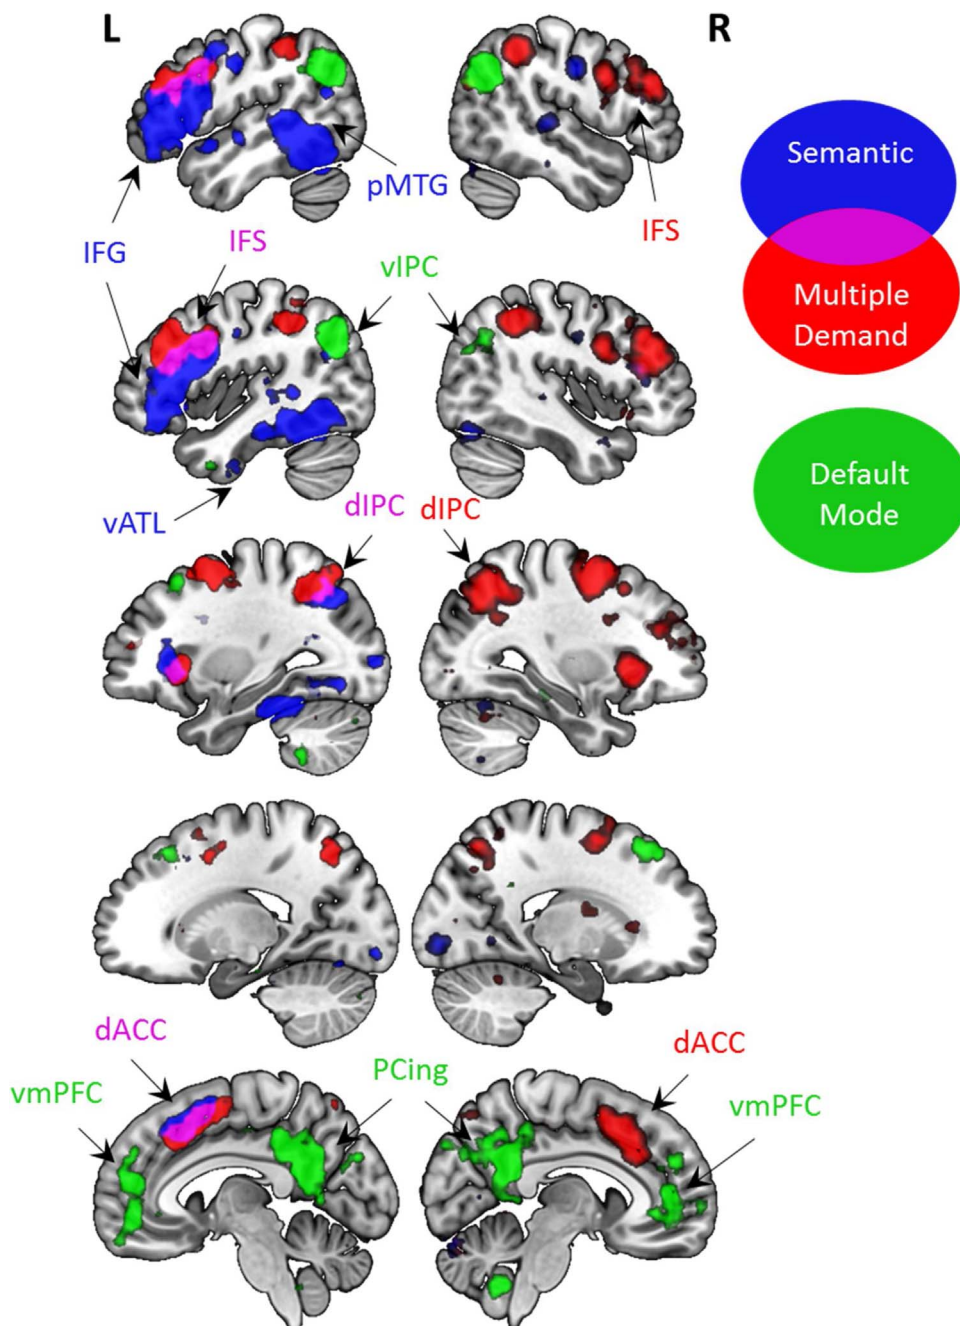 L
R
Semantic
pMTG
IFS
IFG
IFS
vIPC
Multiple
Demand
vATL
dIPC
dIPC
Default
Mode
dACC
dACC
vmPFC
PCing
vmPFC